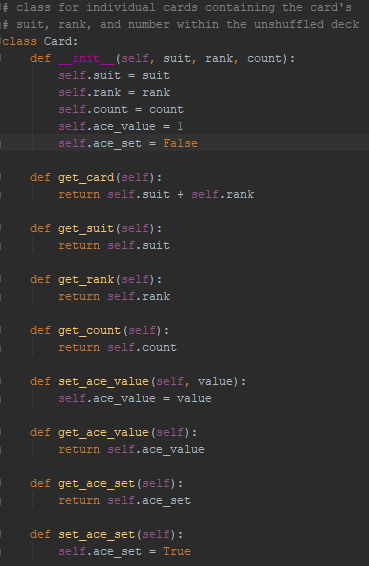 # class for individual cards containing the card's
# suit, rank, and number within the unshuffled deck
class Card:
    def __init__(self, suit, rank, count):
        self.suit = suit
        self.rank = rank
        self.count = count
        self.ace_value = 1
        self.ace_set = False
    def get_card(self):
        return self.suit + self.rank
    def get_suit(self):
        return self.suit
    def get_rank(self):
        return self.rank
    def get_count(self):
        return self.count
    def set_ace_value(self, value):
        self.ace_value = value
    def get_ace_value(self):
        return self.ace_value
    def get_ace_set(self):
        return self.ace_set
    def set_ace_set(self):
        self.ace_set = True